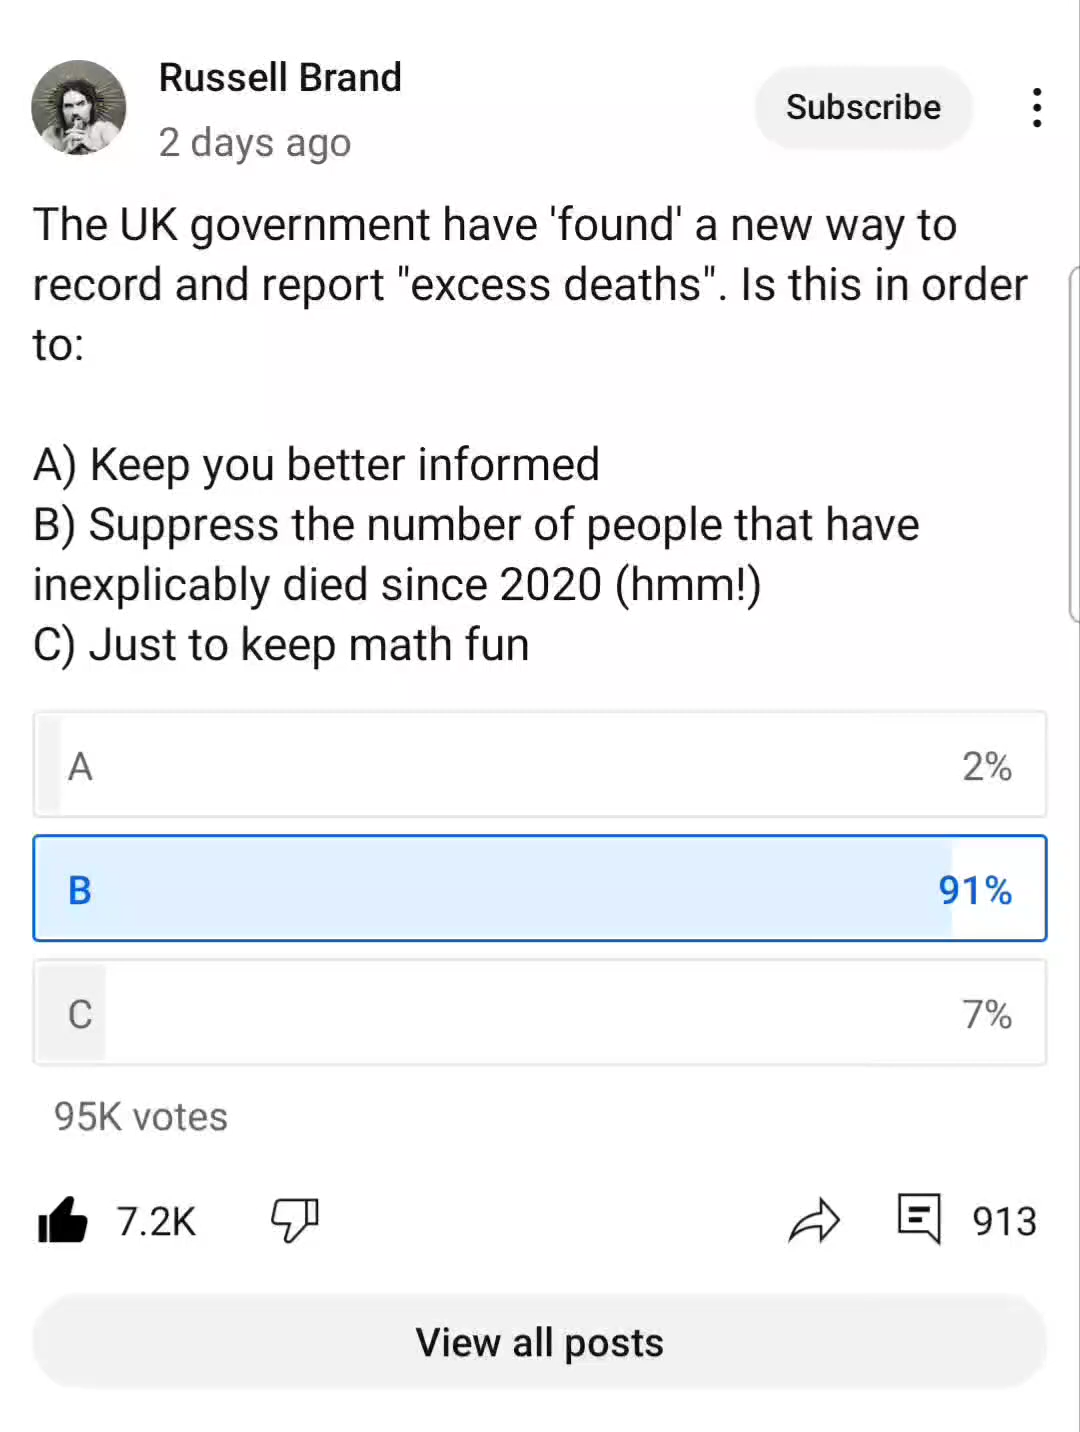 Russell Brand
2 days ago
Subscribe
The UK government have 'found' a new way to
record and report "excess deaths". Is this in order
to:
A) Keep you better informed
B) Suppress the number of people that have
inexplicably died since 2020 (hmm!)
C) Just to keep math fun
A 2%
B 91%
C 7%
95K votes
7.2K 913
View all posts